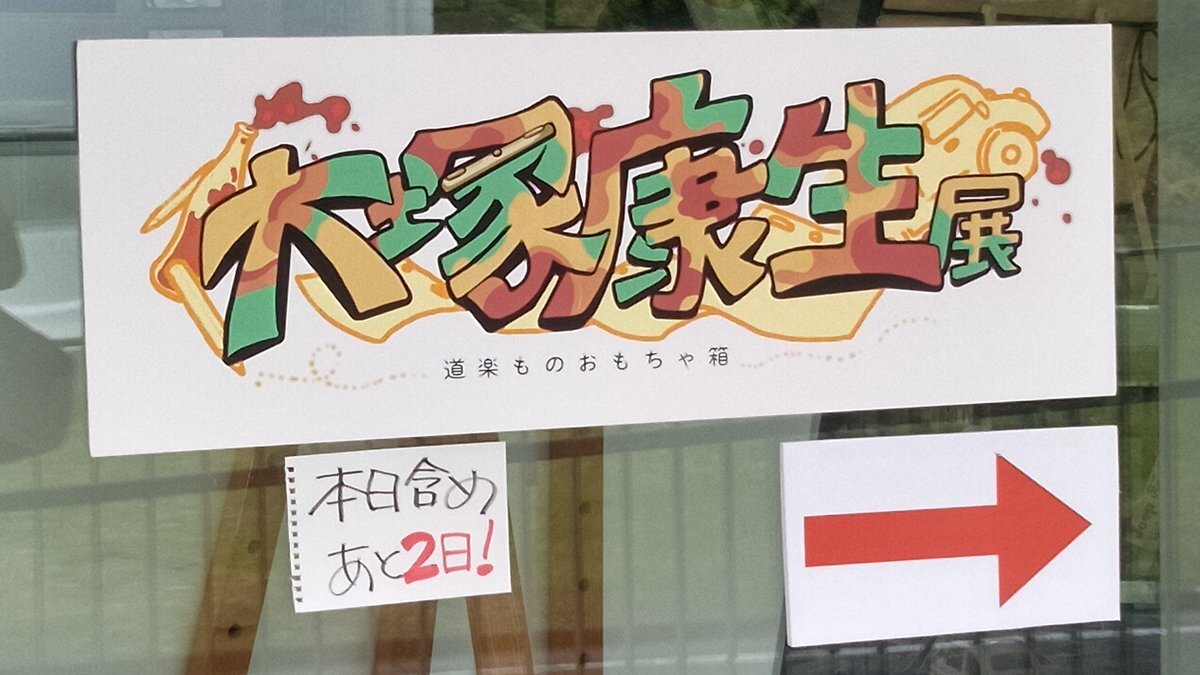 大塚康生展
道楽ものおもちゃ箱
本日含め
あと2日!